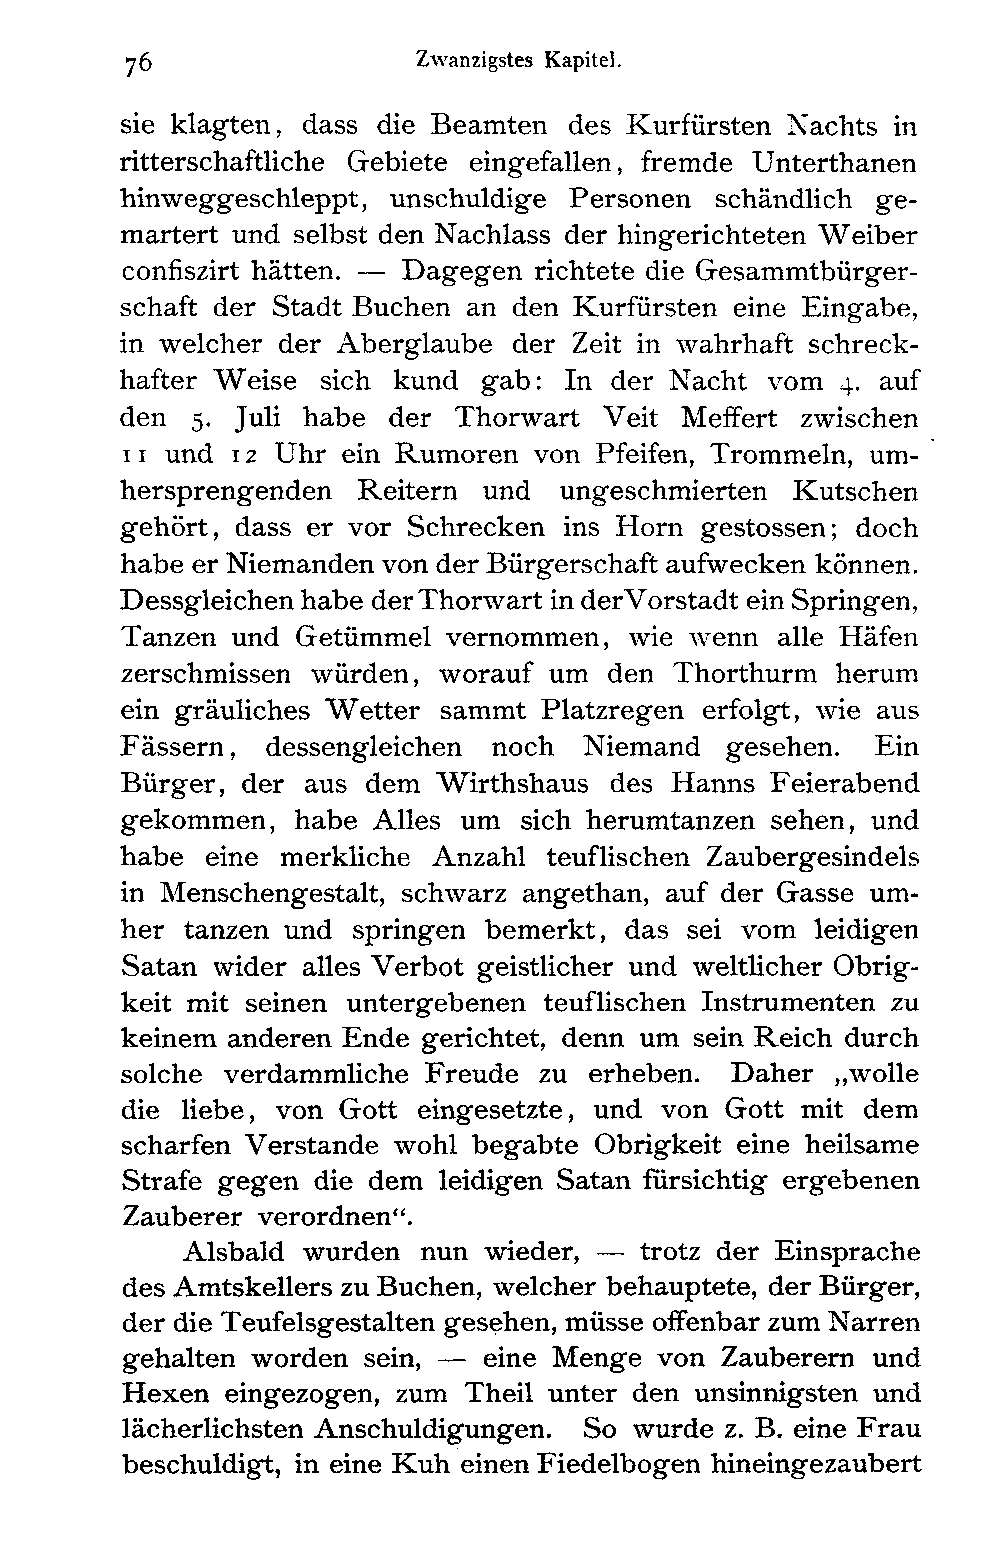 76 Zwanzigstes Kapitel.
sie klagten, dass die Beamten des Kurfürsten Nachts in
ritterschaftliche Gebiete eingefallen, fremde Unterthanen
hinweggeschleppt, unschuldige Personen schändlich ge-
martert und selbst den Nachlass der hingerichteten Weiber
confiszirt hätten. — Dagegen richtete die Gesammtbürger-
schaft der Stadt Buchen an den Kurfürsten eine Eingabe,
in welcher der Aberglaube der Zeit in wahrhaft schreck-
hafter Weise sich kund gab: In der Nacht vom 4. auf
den 5. Juli habe der Thorwart Veit Meffert zwischen
11 und 12 Uhr ein Rumoren von Pfeifen, Trommeln, um-
hersprengenden Reitern und ungeschmierten Kutschen
gehört, dass er vor Schrecken ins Horn gestossen; doch
habe er Niemanden von der Bürgerschaft aufwecken können.
Dessgleichen habe der Thorwart in der Vorstadt ein Springen,
Tanzen und Getümmel vernommen, wie wenn alle Häfen
zerschmissen würden, worauf um den Thorthurm herum
ein gräuliches Wetter sammt Platzregen erfolgt, wie aus
Fässern, dessengleichen noch Niemand gesehen. Ein
Bürger, der aus dem Wirthshaus des Hanns Feierabend
gekommen, habe Alles um sich herumtanzen sehen, und
habe eine merkliche Anzahl teuflischen Zaubergesindels
in Menschengestalt, schwarz angethan, auf der Gasse um-
her tanzen und springen bemerkt, das sei vom leidigen
Satan wider alles Verbot geistlicher und weltlicher Obrig-
keit mit seinen untergebenen teuflischen Instrumenten zu
keinem anderen Ende gerichtet, denn um sein Reich durch
solche verdammliche Freude zu erheben. Daher „wolle
die liebe, von Gott eingesetzte, und von Gott mit dem
scharfen Verstande wohl begabte Obrigkeit eine heilsame
Strafe gegen die dem leidigen Satan fürsichtig ergebenen
Zauberer verordnen“.
Alsbald wurden nun wieder, — trotz der Einsprache
des Amtskellers zu Buchen, welcher behauptete, der Bürger,
der die Teufelsgestalten gesehen, müsse offenbar zum Narren
gehalten worden sein, — eine Menge von Zauberern und
Hexen eingezogen, zum Theil unter den unsinnigsten und
lächerlichsten Anschuldigungen. So wurde z. B. eine Frau
beschuldigt, in eine Kuh einen Fiedelbogen hineingezaubert